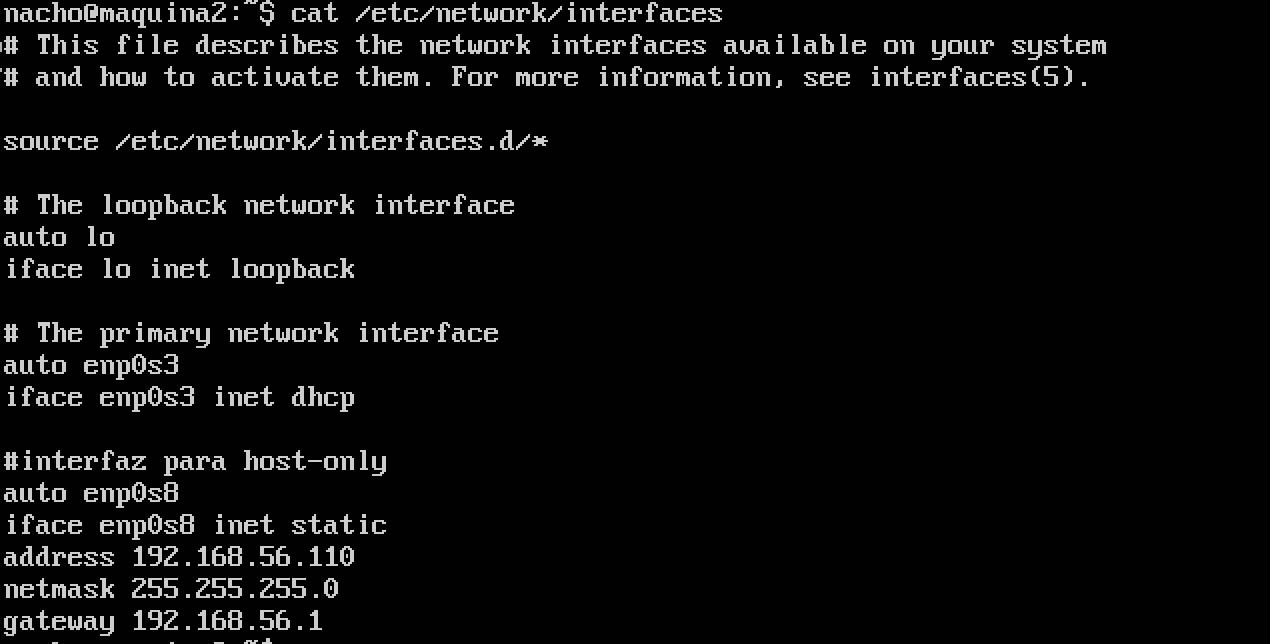 nacho@maquina2:~$ cat /etc/network/interfaces
# This file describes the network interfaces available on your system
# and how to activate them. For more information, see interfaces(5).
source /etc/network/interfaces.d/*
# The loopback network interface
auto lo
iface lo inet loopback
# The primary network interface
auto enp0s3
iface enp0s3 inet dhcp
#interfaz para host-only
auto enp0s8
iface enp0s8 inet static
address 192.168.56.110
netmask 255.255.255.0
gateway 192.168.56.1